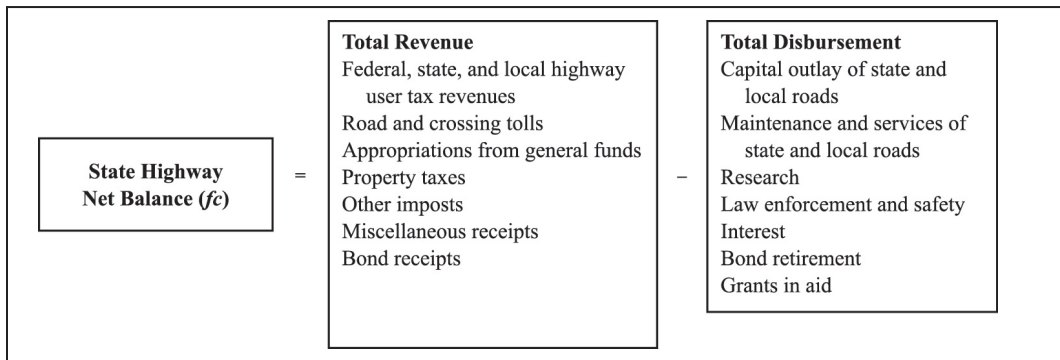 State Highway
Net Balance (fc)
=
Total Revenue
Federal, state, and local highway
user tax revenues
Road and crossing tolls
Appropriations from general funds
Property taxes
Other imposts
Miscellaneous receipts
Bond receipts
–
Total Disbursement
Capital outlay of state and
local roads
Maintenance and services of
state and local roads
Research
Law enforcement and safety
Interest
Bond retirement
Grants in aid